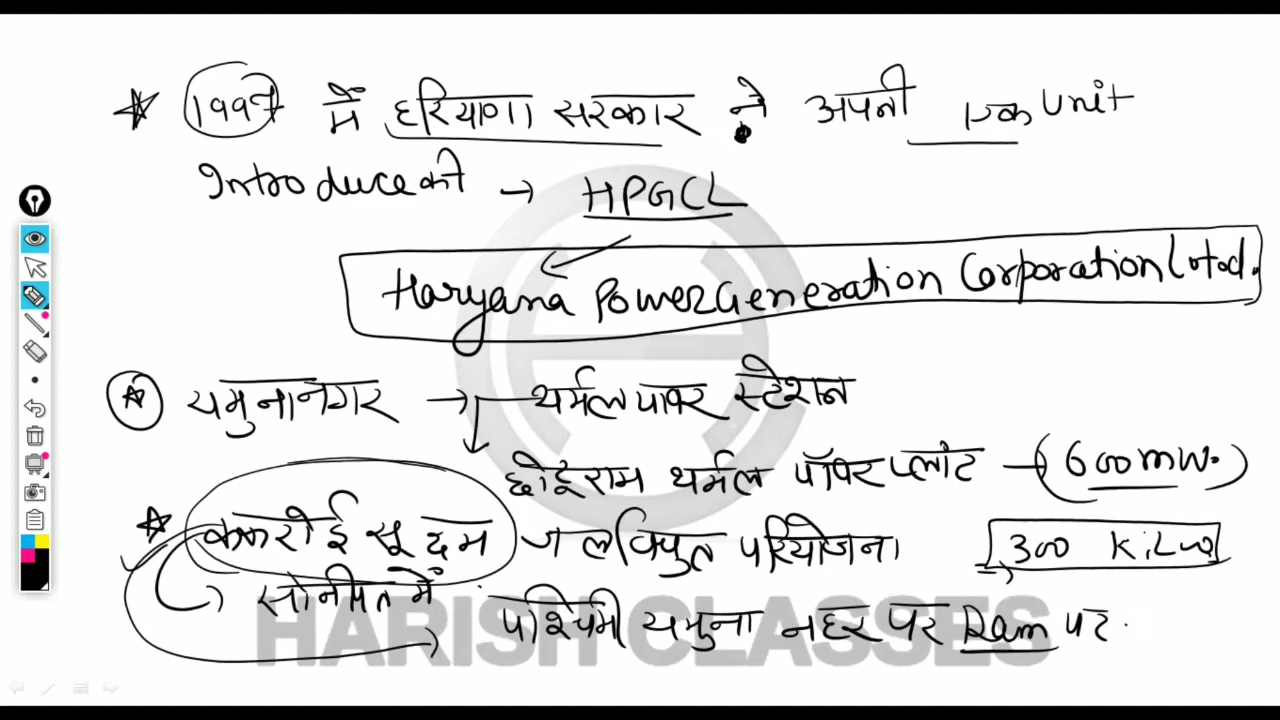 1997 में हरियाणा सरकार ने अपनी एक Unit
Introduce की → HPGCL
Haryana Power Generation Corporation Ltd.
यमुनानगर → थर्मल पावर स्टेशन
छोटूराम थर्मल पॉवर प्लांट - (600 mw.)
ककरोई सूक्ष्म जलविद्युत परियोजना 300 KiLwo
→ सोनीपत में पश्चिमी यमुना नहर पर Dam पर.
HARISH CLASSES